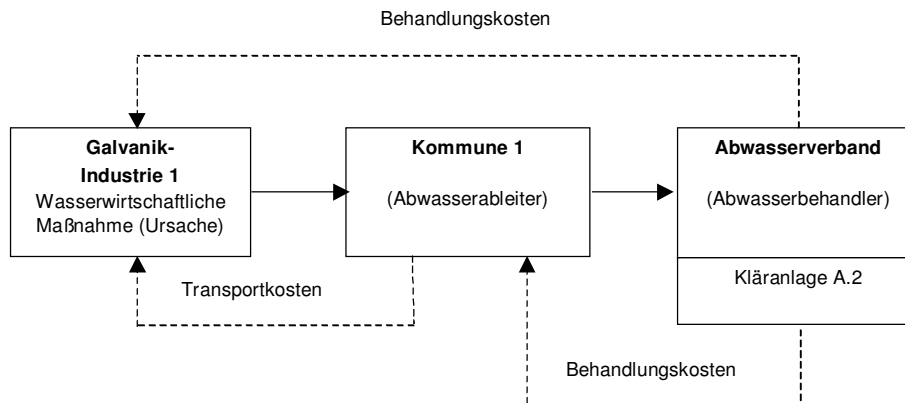 Behandlungskosten
Galvanik-
Industrie 1
Wasserwirtschaftliche
Maßnahme (Ursache)
Kommune 1
(Abwasserableiter)
Abwasserverband
(Abwasserbehandler)
Kläranlage A.2
Transportkosten
Behandlungskosten